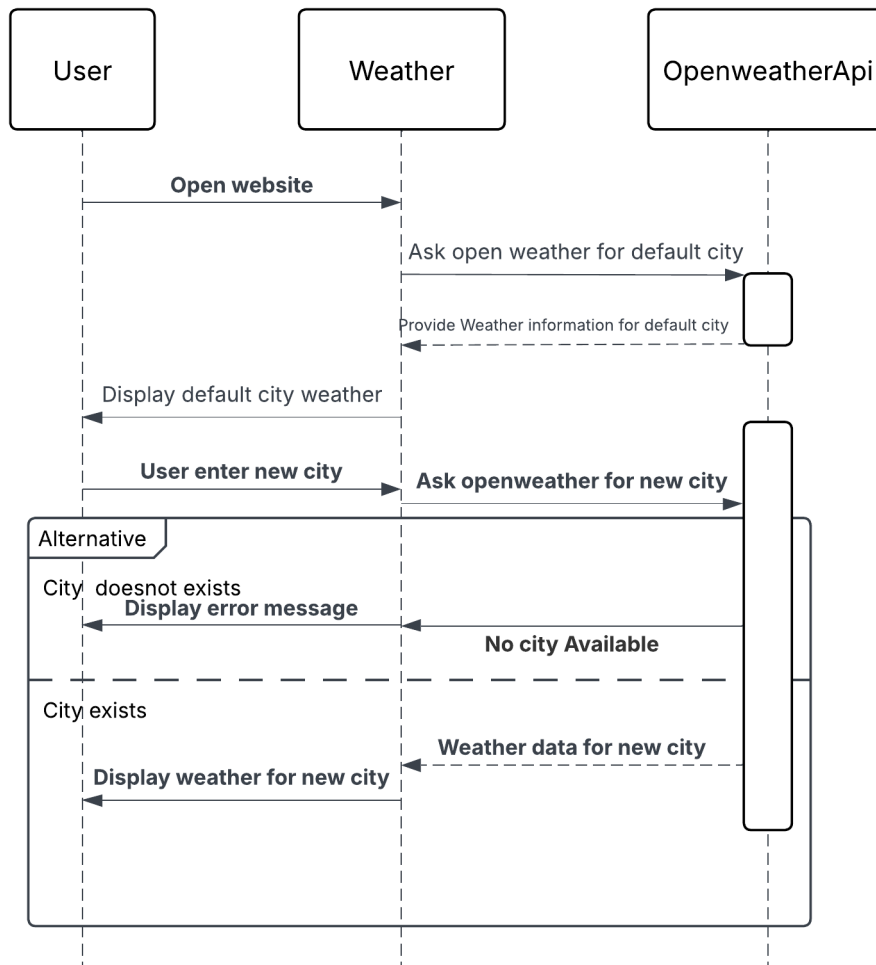 User
Weather
OpenweatherApi
Open website
Ask open weather for default city
Provide Weather information for default city
Display default city weather
User enter new city
Ask openweather for new city
Alternative
City doesnot exists
Display error message
No city Available
City exists
Weather data for new city
Display weather for new city